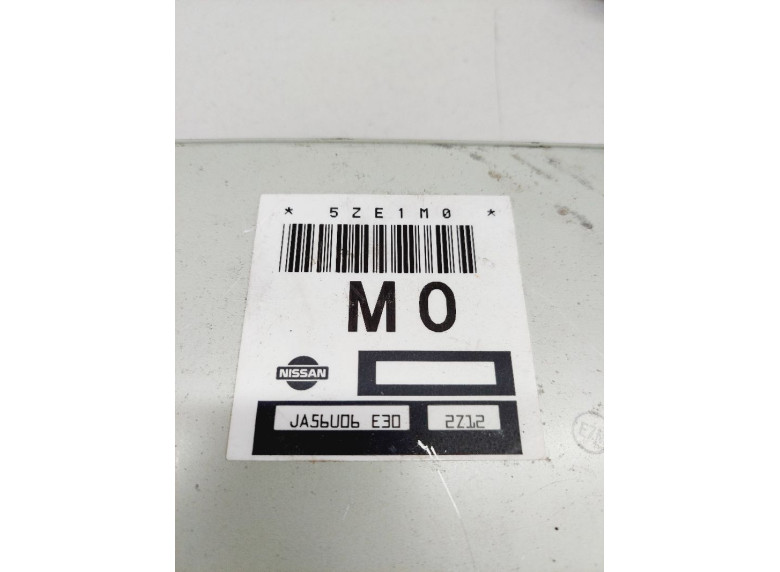 * 5ZE1M0 *
M0
NISSAN
JA56U06 E30 2Z12